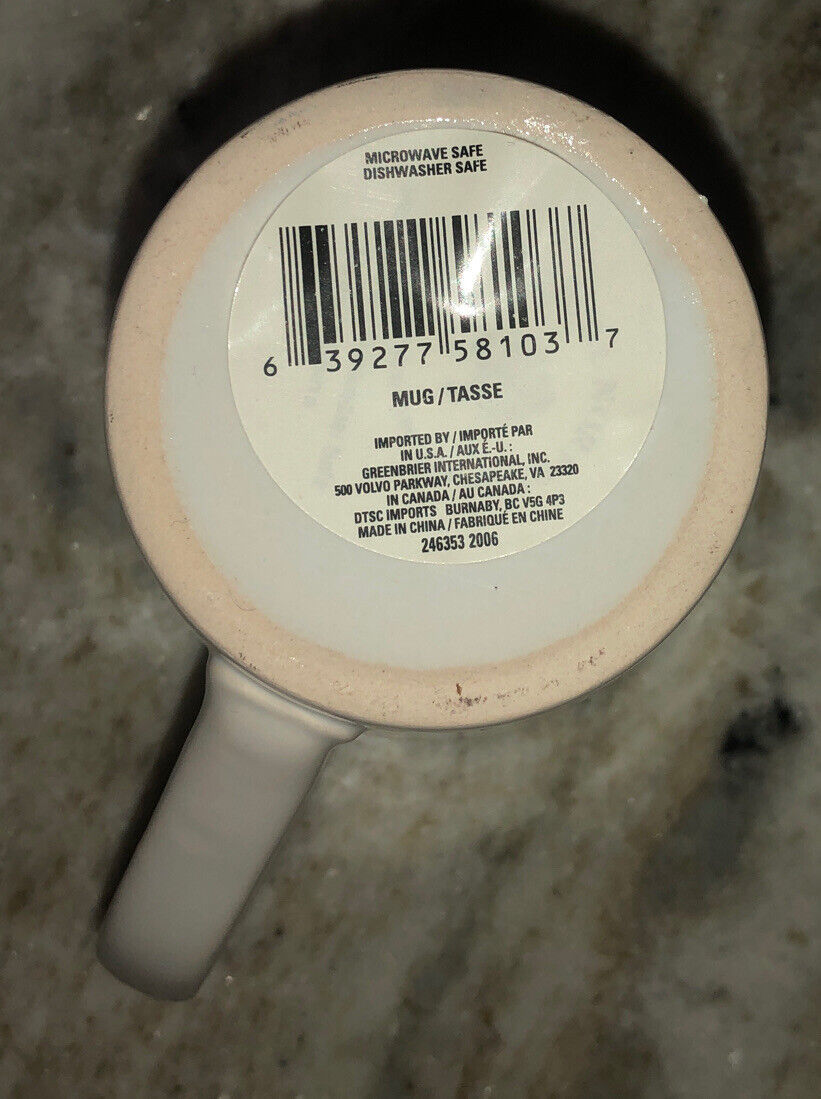 MICROWAVE SAFE
DISHWASHER SAFE
6 39277 58103 7
MUG / TASSE
IMPORTED BY / IMPORTÉ PAR
IN U.S.A. / AUX É.-U. :
GREENBRIER INTERNATIONAL, INC.
500 VOLVO PARKWAY, CHESAPEAKE, VA 23320
IN CANADA / AU CANADA :
DTSC IMPORTS BURNABY, BC V5G 4P3
MADE IN CHINA / FABRIQUÉ EN CHINE
246353 2006